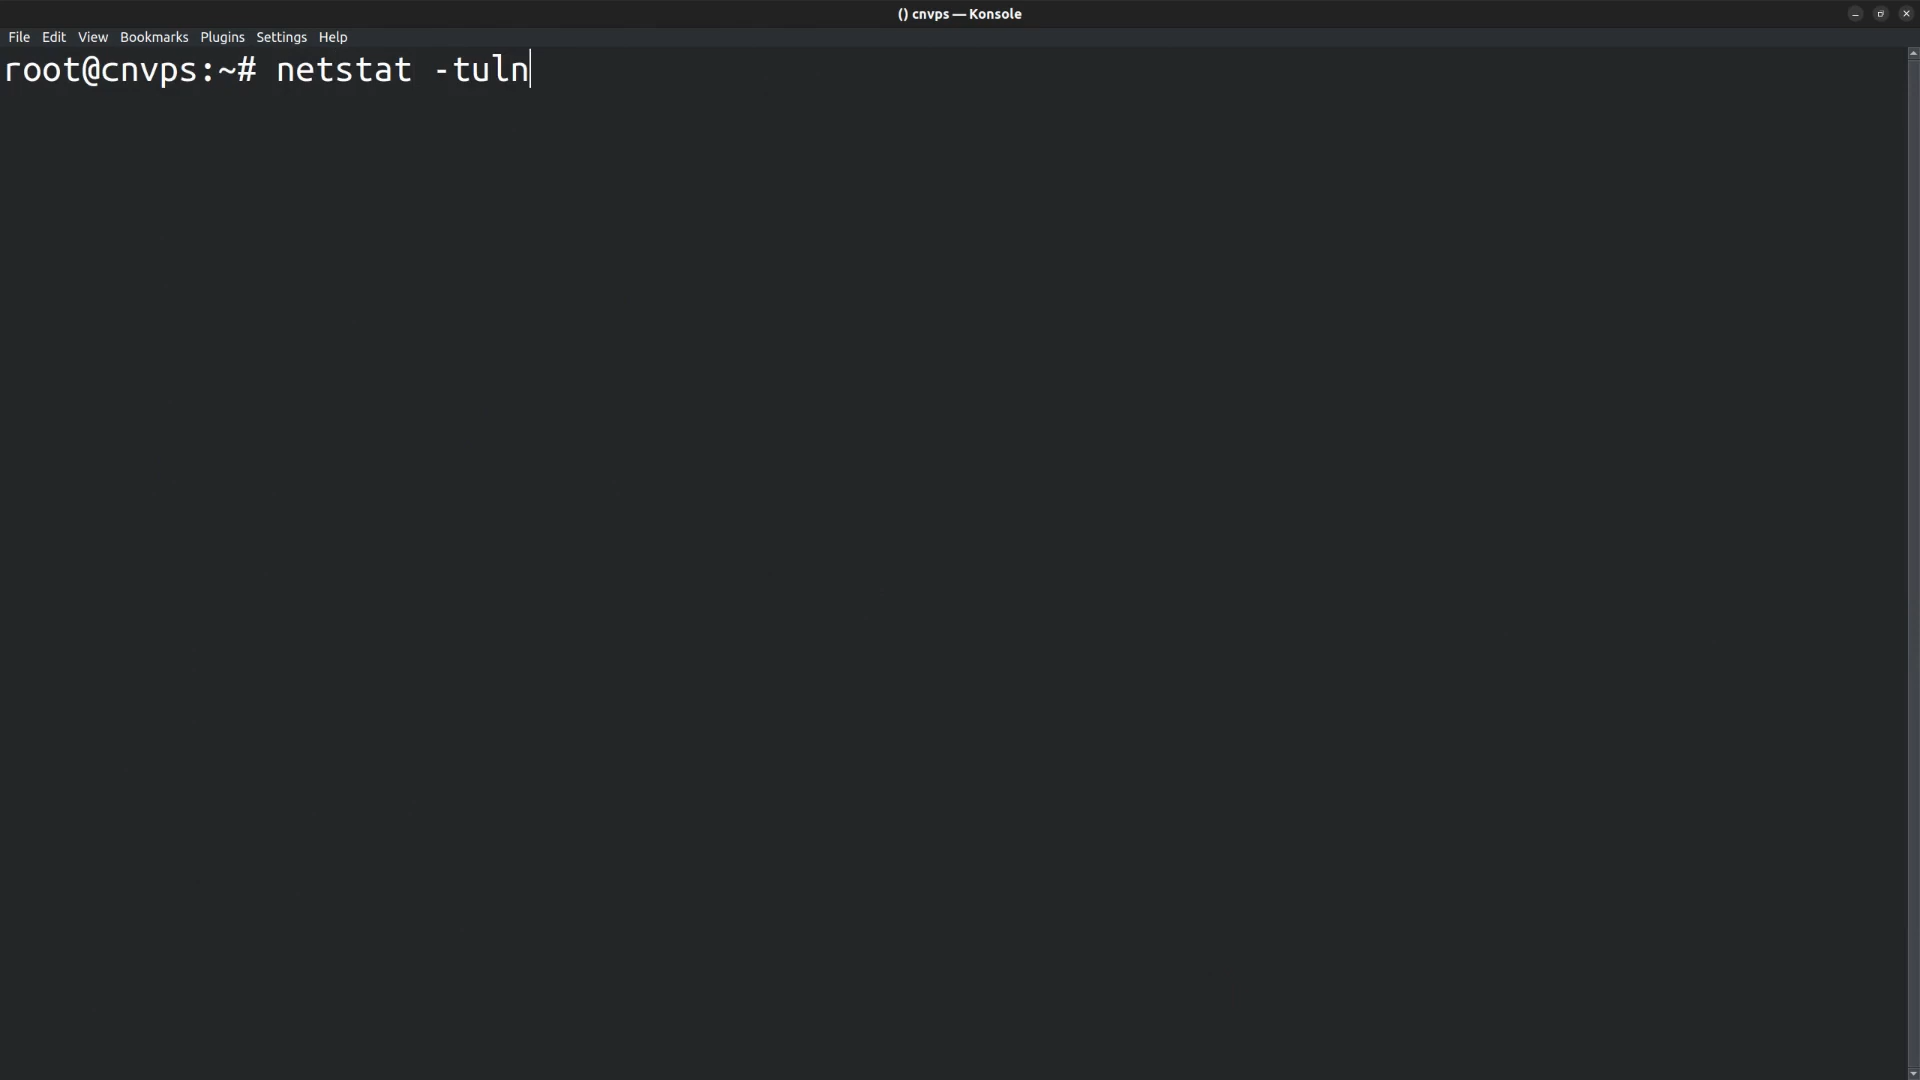 () cnvps — Konsole
File Edit View Bookmarks Plugins Settings Help
root@cnvps:~# netstat -tuln